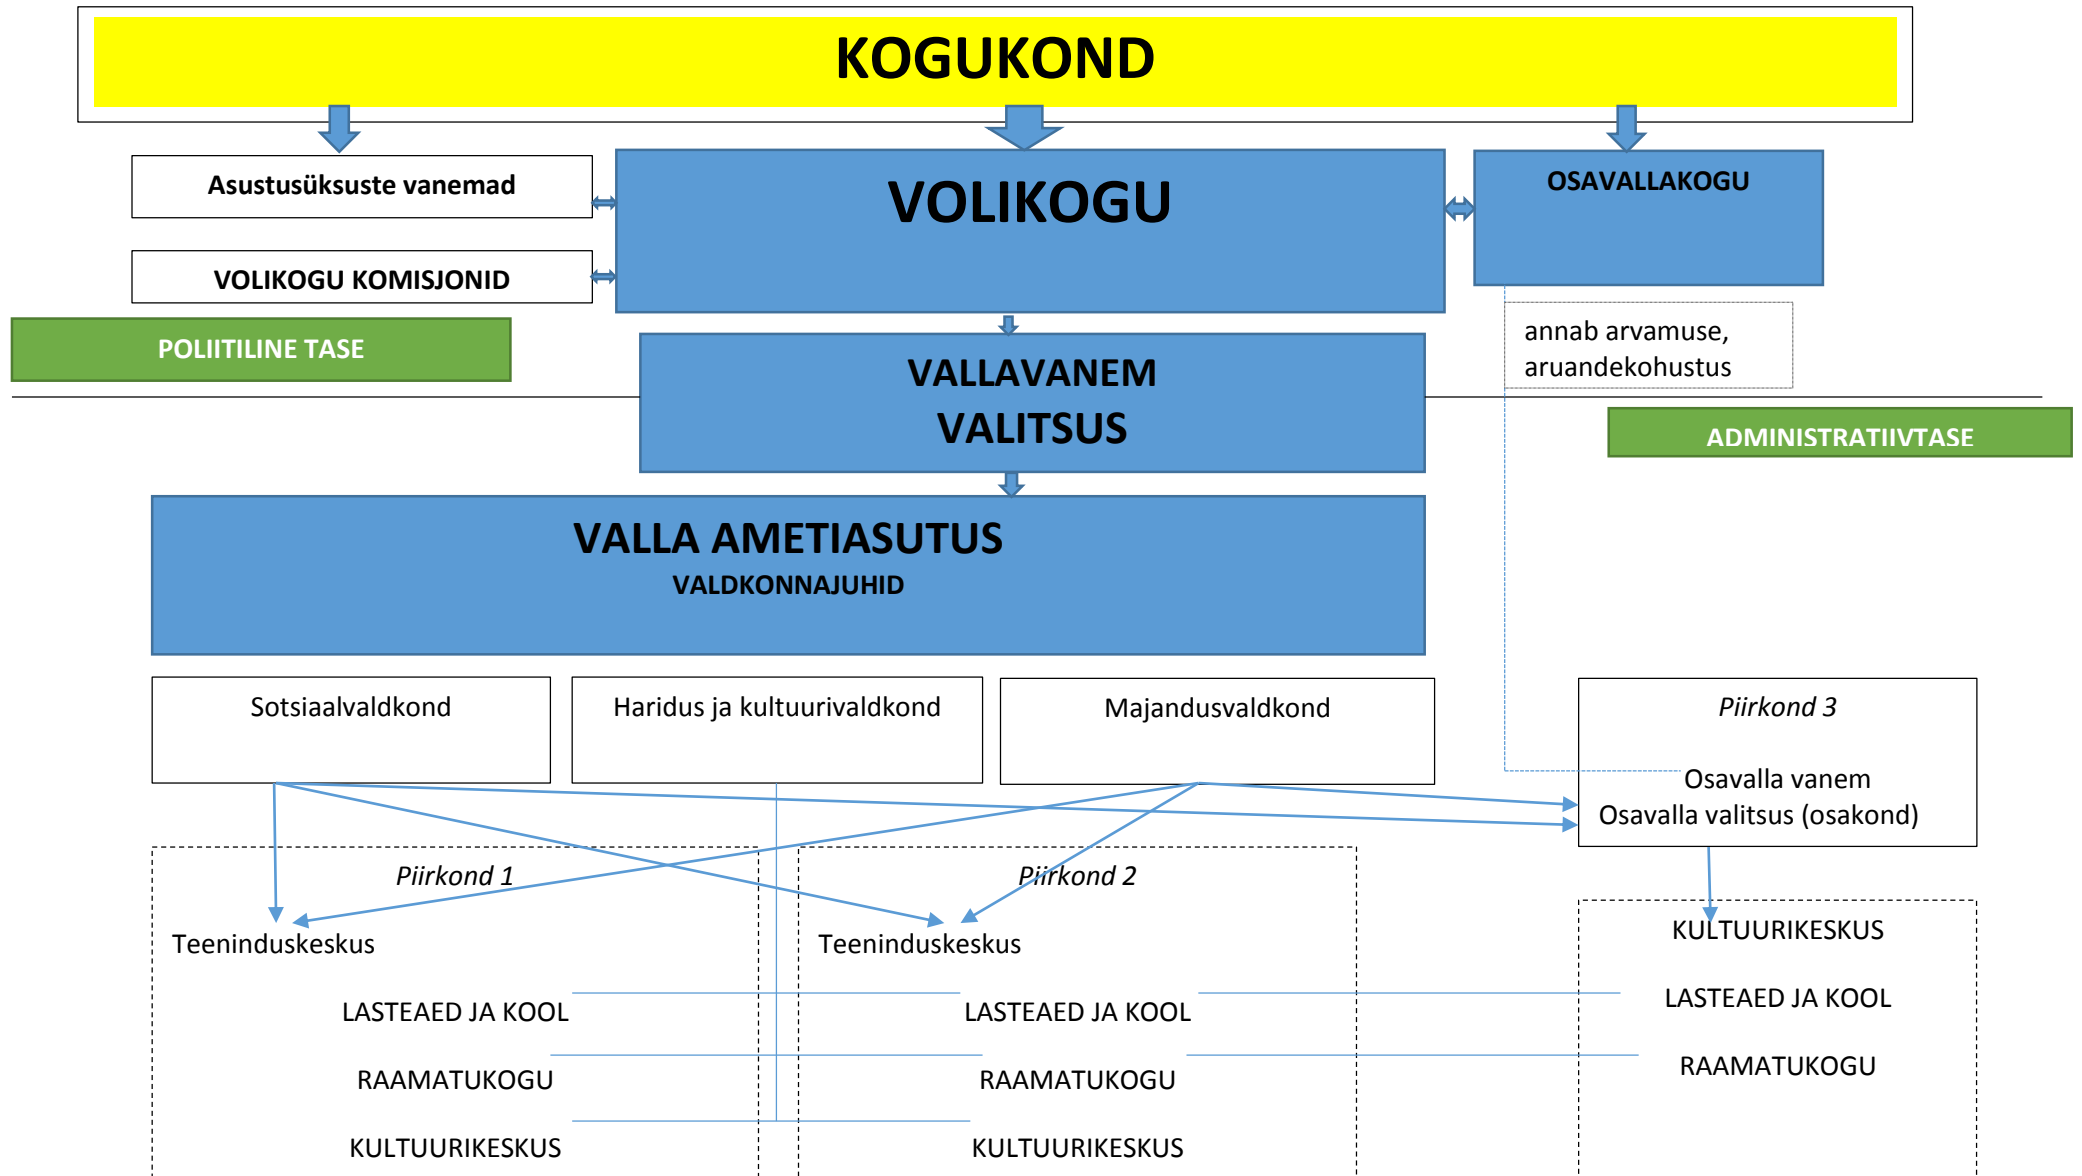 KOGUKOND
Asustusüksuste vanemad
VOLIKOGU
OSAVALLAKOGU
VOLIKOGU KOMISJONID
POLIITILINE TASE
annab arvamuse,
aruandekohustus
VALLAVANEM
VALITSUS
ADMINISTRATIIVTASE
VALLA AMETIASUTUS
VALDKONNAJUHID
Sotsiaalvaldkond
Haridus ja kultuurivaldkond
Majandusvaldkond
Piirkond 3
Osavalla vanem
Osavalla valitsus (osakond)
Piirkond 1
Teeninduskeskus
LASTEAED JA KOOL
RAAMATUKOGU
KULTUURIKESKUS
Piirkond 2
Teeninduskeskus
LASTEAED JA KOOL
RAAMATUKOGU
KULTUURIKESKUS
KULTUURIKESKUS
LASTEAED JA KOOL
RAAMATUKOGU